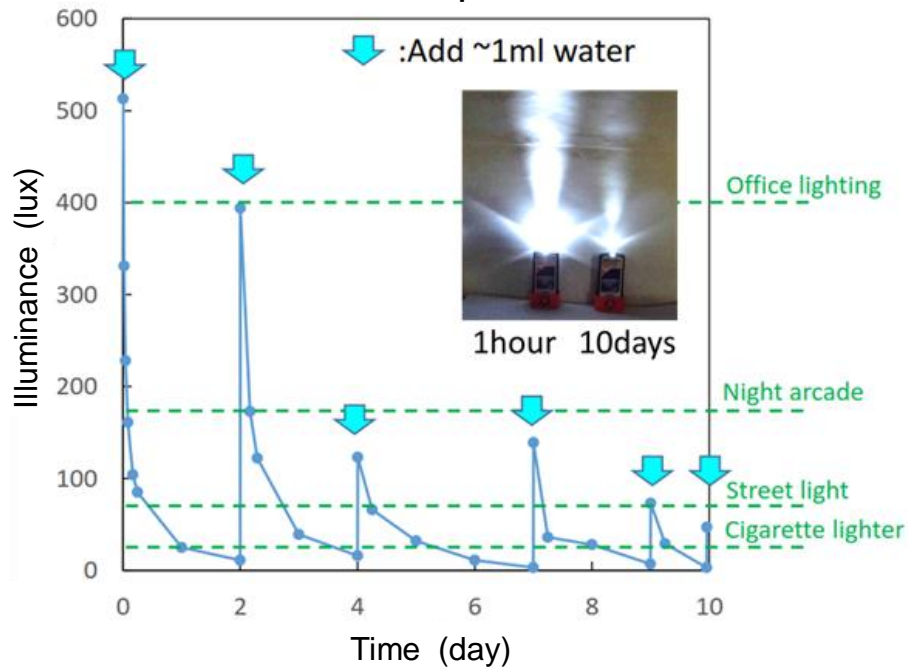 600
:Add ~1ml water
500
Office lighting
400
Illuminance (lux)
300
1hour 10days
Night arcade
200
100
Street light
Cigarette lighter
0
0 2 4 6 8 10
Time (day)